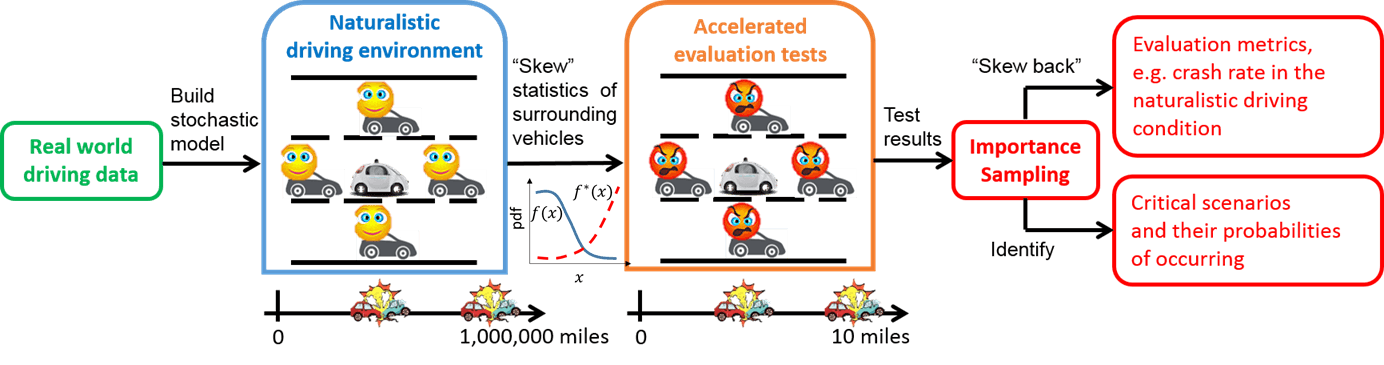 Real world
driving data
Build
stochastic
model
Naturalistic
driving environment
0
1,000,000 miles
“Skew”
statistics of
surrounding
vehicles
pdf
f(x)
f*(x)
x
Accelerated
evaluation tests
0
10 miles
Test
results
Importance
Sampling
“Skew back”
Evaluation metrics,
e.g. crash rate in the
naturalistic driving
condition
Identify
Critical scenarios
and their probabilities
of occurring